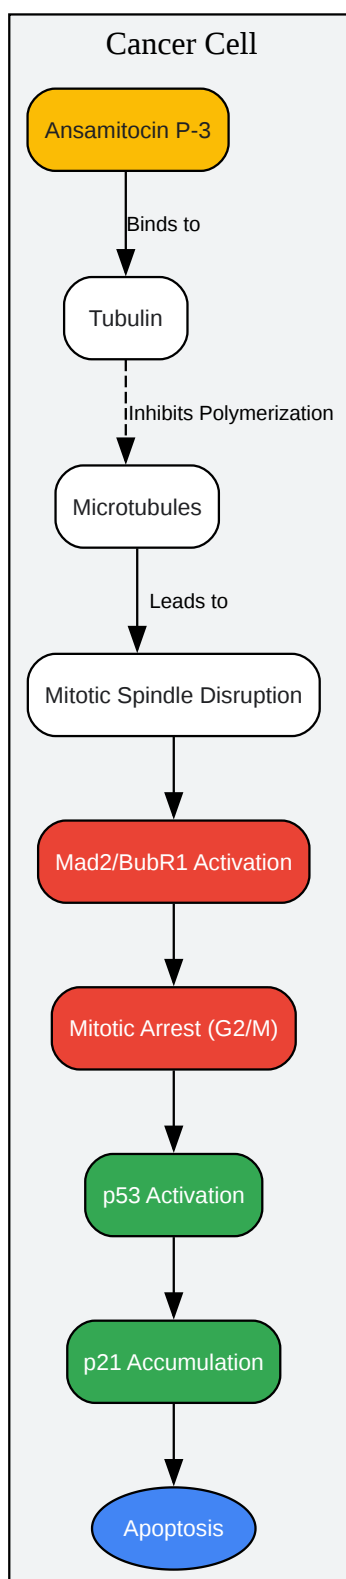 Cancer Cell
Ansamitocin P-3
Binds to
Tubulin
Inhibits Polymerization
Microtubules
Leads to
Mitotic Spindle Disruption
Mad2/BubR1 Activation
Mitotic Arrest (G2/M)
p53 Activation
p21 Accumulation
Apoptosis